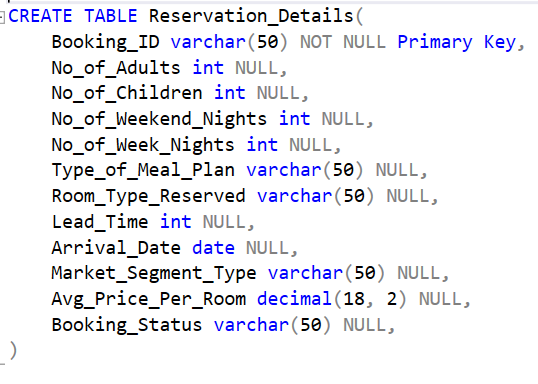 CREATE TABLE Reservation_Details(
Booking_ID varchar(50) NOT NULL Primary Key,
No_of_Adults int NULL,
No_of_Children int NULL,
No_of_Weekend_Nights int NULL,
No_of_Week_Nights int NULL,
Type_of_Meal_Plan varchar(50) NULL,
Room_Type_Reserved varchar(50) NULL,
Lead_Time int NULL,
Arrival_Date date NULL,
Market_Segment_Type varchar(50) NULL,
Avg_Price_Per_Room decimal(18, 2) NULL,
Booking_Status varchar(50) NULL,
)